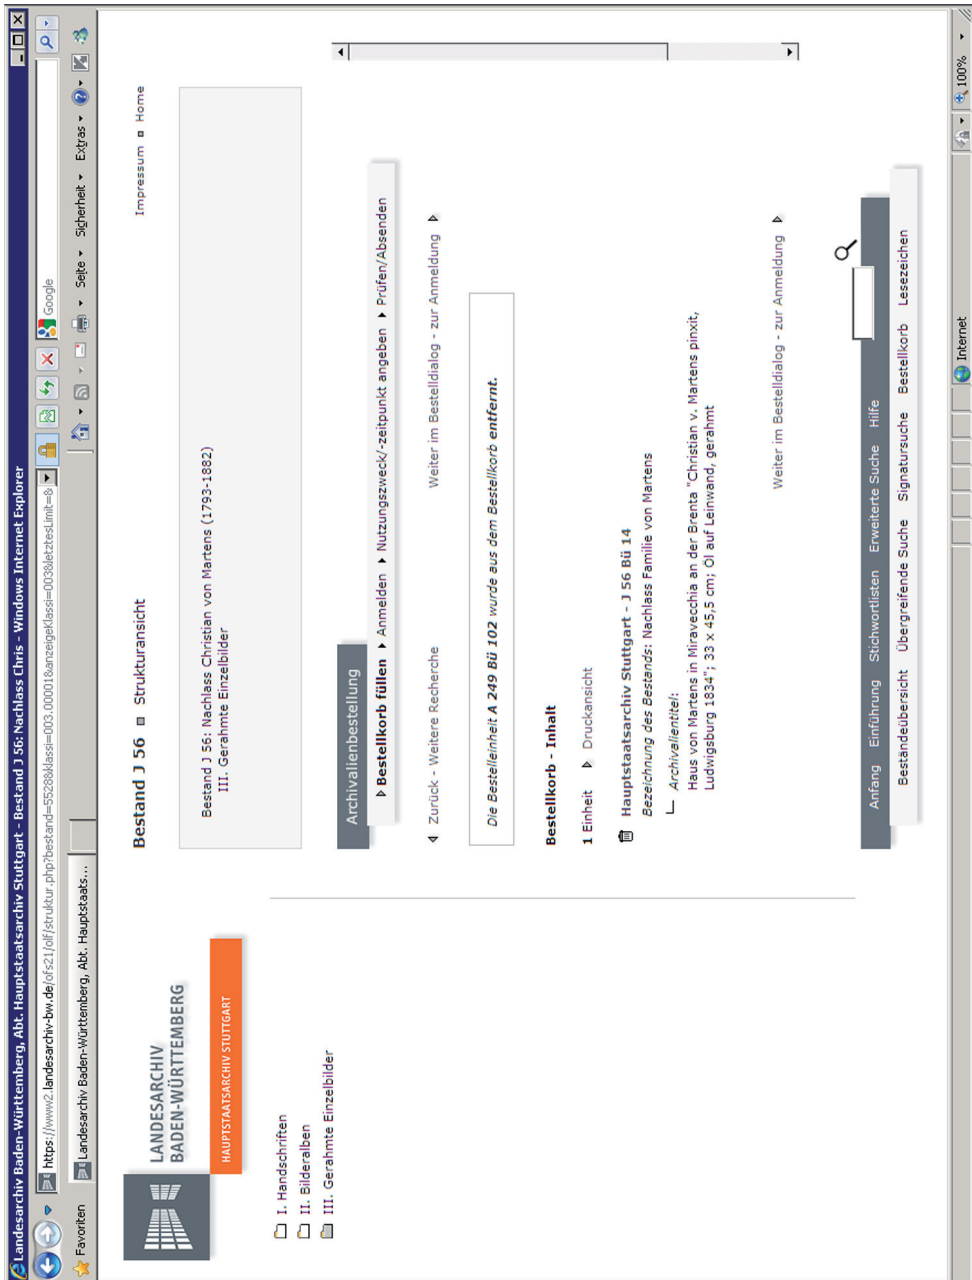 Landesarchiv Baden-Württemberg, Abt. Hauptstaatsarchiv Stuttgart - Bestand J 56: Nachlass Chris - Windows Internet Explorer
https://www2.landesarchiv-bw.de/ofs21/olf/struktur.php?bestand=5528&klassi=003.00001&anzeigeKlassi=003&letztesLimit=&
Google
Favoriten
Landesarchiv Baden-Württemberg, Abt. Hauptstaats...
Seite
Sicherheit
Extras
LANDESARCHIV
BADEN-WÜRTTEMBERG
HAUPTSTAATSARCHIV STUTTGART
I. Handschriften
II. Bilderalben
III. Gerahmte Einzelbilder
Impressum Home
Bestand J 56 Strukturansicht
Bestand J 56: Nachlass Christian von Martens (1793-1882)
III. Gerahmte Einzelbilder
Archivalienbestellung
Bestellkorb füllen Anmelden Nutzungszweck/-zeitpunkt angeben Prüfen/Absenden
Zurück - Weitere Recherche Weiter im Bestelldialog - zur Anmeldung
Die Bestelleinheit A 249 Bü 102 wurde aus dem Bestellkorb entfernt.
Bestellkorb - Inhalt
1 Einheit Druckansicht
Hauptstaatsarchiv Stuttgart - J 56 Bü 14
Bezeichnung des Bestands: Nachlass Familie von Martens
Archivalientitel:
Haus von Martens in Miravecchia an der Brenta "Christian v. Martens pinxit,
Ludwigsburg 1834"; 33 x 45,5 cm; Öl auf Leinwand, gerahmt
Weiter im Bestelldialog - zur Anmeldung
Anfang Einführung Stichwortlisten Erweiterte Suche Hilfe
Beständeübersicht Übergreifende Suche Signatursuche Bestellkorb Lesezeichen
Internet
100%